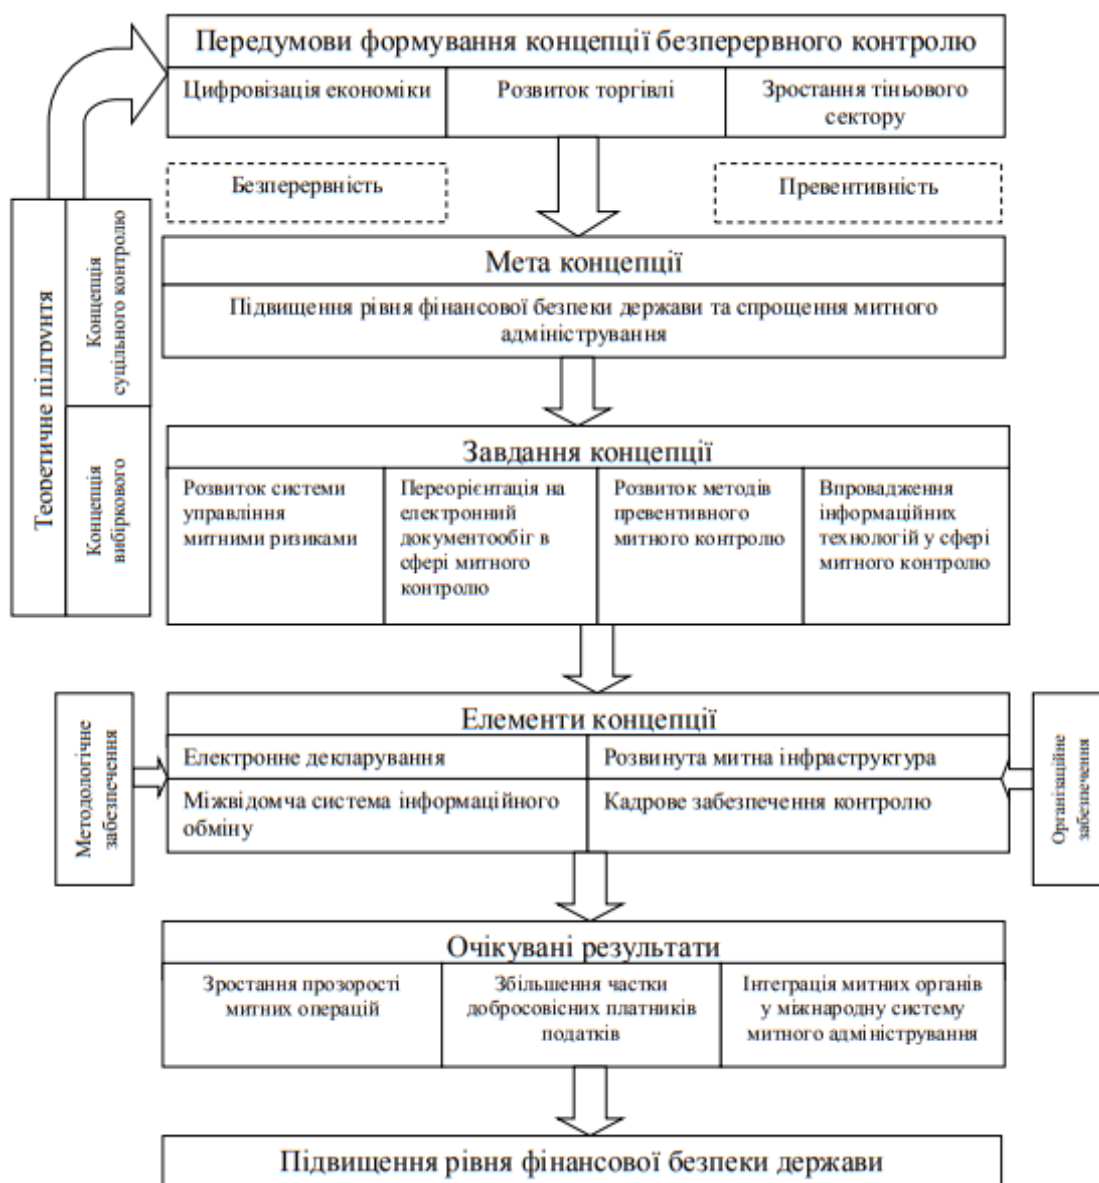 Передумови формування концепції безперервного контролю
Цифровізація економіки
Розвиток торгівлі
Зростання тіньового
сектору
Безперервність
Превентивність
Теоретичне підґрунтя
Концепція
суцільного контролю
Концепція
вибіркового
Мета концепції
Підвищення рівня фінансової безпеки держави та спрощення митного
адміністрування
Завдання концепції
Розвиток системи
управління
митними ризиками
Переорієнтація на
електронний
документообіг в
сфері митного
контролю
Розвиток методів
превентивного
митного контролю
Впровадження
інформаційних
технологій у сфері
митного контролю
Методологічне
забезпечення
Елементи концепції
Електронне декларування
Розвинута митна інфраструктура
Міжвідомча система інформаційного
обміну
Кадрове забезпечення контролю
Організаційне
забезпечення
Очікувані результати
Зростання прозорості
митних операцій
Збільшення частки
добросовісних платників
податків
Інтеграція митних органів
у міжнародну систему
митного адміністрування
Підвищення рівня фінансової безпеки держави